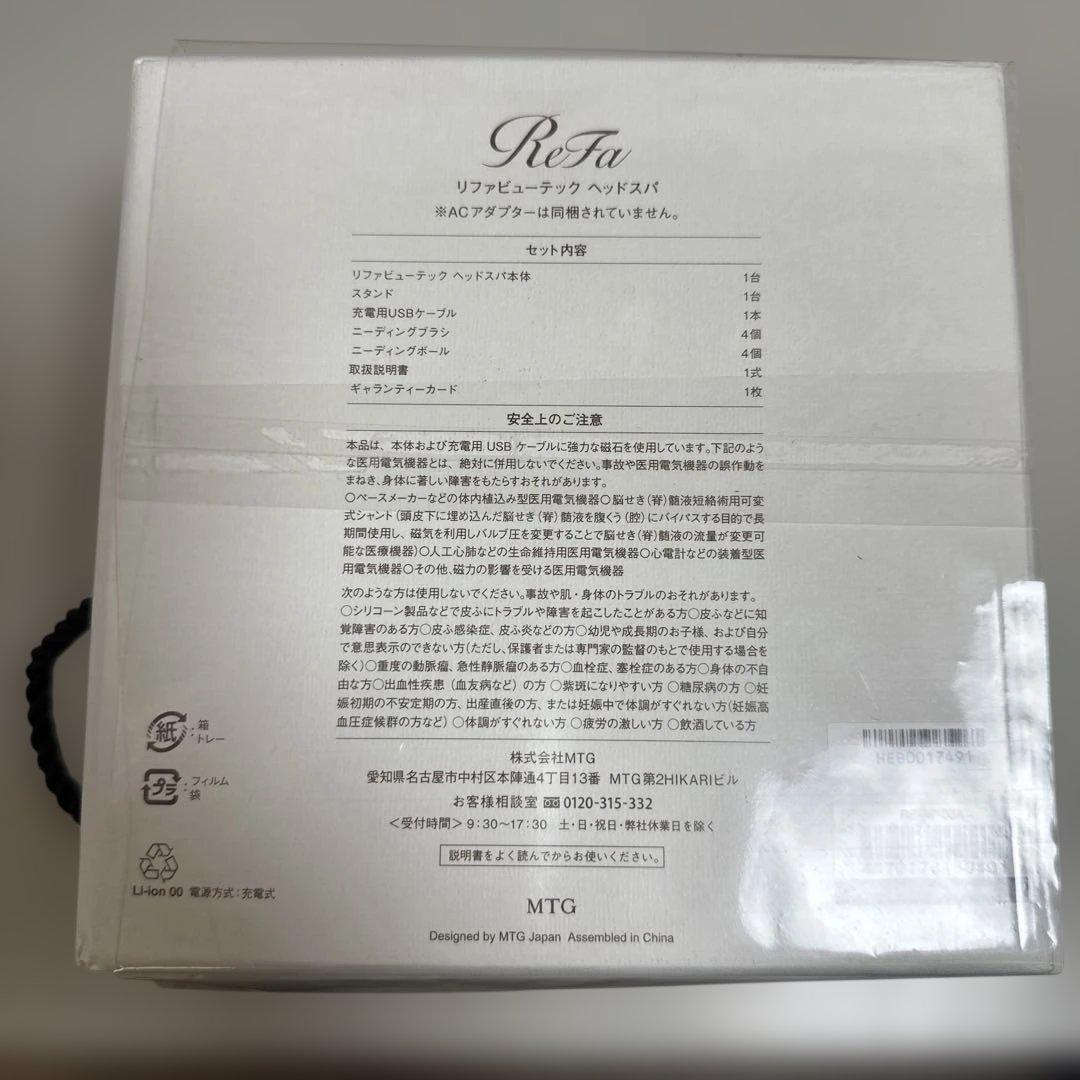 ReFa
リファビューテック ヘッドスパ
※ACアダプターは同梱されていません。
セット内容
リファビューテック ヘッドスパ本体 1台
スタンド 1台
充電用USBケーブル 1本
ニーディングブラシ 4個
ニーディングボール 4個
取扱説明書 1式
ギャランティーカード 1枚
安全上のご注意
本品は、本体および充電用 USB ケーブルに強力な磁石を使用しています。下記のよう
な医用電気機器とは、絶対に併用しないでください。事故や医用電気機器の誤作動を
まねき、身体に著しい障害をもたらすおそれがあります。
○ペースメーカーなどの体内植込み型医用電気機器○脳せき(脊)髄液短絡術用可変
式シャント(頭皮下に埋め込んだ脳せき(脊)髄液を腹くう(腔)にバイパスする目的で長
期間使用し、磁気を利用しバルブ圧を変更することで脳せき(脊)髄液の流量が変更可
能な医療機器)○人工心肺などの生命維持用医用電気機器○心電計などの装着型医
用電気機器○その他、磁力の影響を受ける医用電気機器
次のような方は使用しないでください。事故や肌・身体のトラブルのおそれがあります。
○シリコーン製品などで皮ふにトラブルや障害を起こしたことがある方○皮ふなどに知
覚障害のある方○皮ふ感染症、皮ふ炎などの方○幼児や成長期のお子様、および自分
で意思表示のできない方(ただし、保護者または専門家の監督のもとで使用する場合を
除く)○重度の動脈瘤、急性静脈瘤のある方○血栓症、塞栓症のある方○身体の不自
由な方○出血性疾患(血友病など)の方○紫斑になりやすい方○糖尿病の方○妊
娠初期の不安定期の方、出産直後の方、または妊娠中で体調がすぐれない方(妊娠高
血圧症候群の方など)○体調がすぐれない方○疲労の激しい方○飲酒している方
株式会社MTG
愛知県名古屋市中村区本陣通4丁目13番 MTG第2HIKARIビル
お客様相談室 0120-315-332
<受付時間>9:30〜17:30 土・日・祝日・弊社休業日を除く
説明書をよく読んでからお使いください。
MTG
Designed by MTG Japan Assembled in China
紙 : 箱
トレー
プラ : フィルム
袋
Li-ion 00 電源方式:充電式
HEB0017491